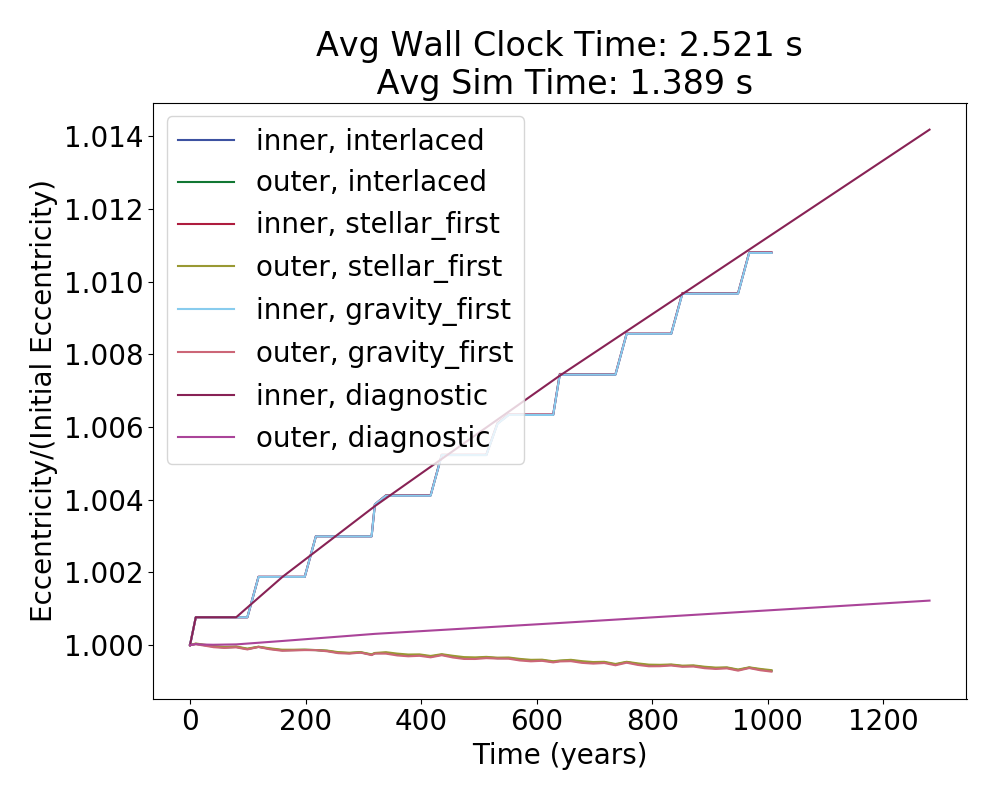 Avg Wall Clock Time: 2.521 s
Avg Sim Time: 1.389 s
Eccentricity/(Initial Eccentricity)
1.014
1.012
1.010
1.008
1.006
1.004
1.002
1.000
inner, interlaced
outer, interlaced
inner, stellar_first
outer, stellar_first
inner, gravity_first
outer, gravity_first
inner, diagnostic
outer, diagnostic
0 200 400 600 800 1000 1200
Time (years)